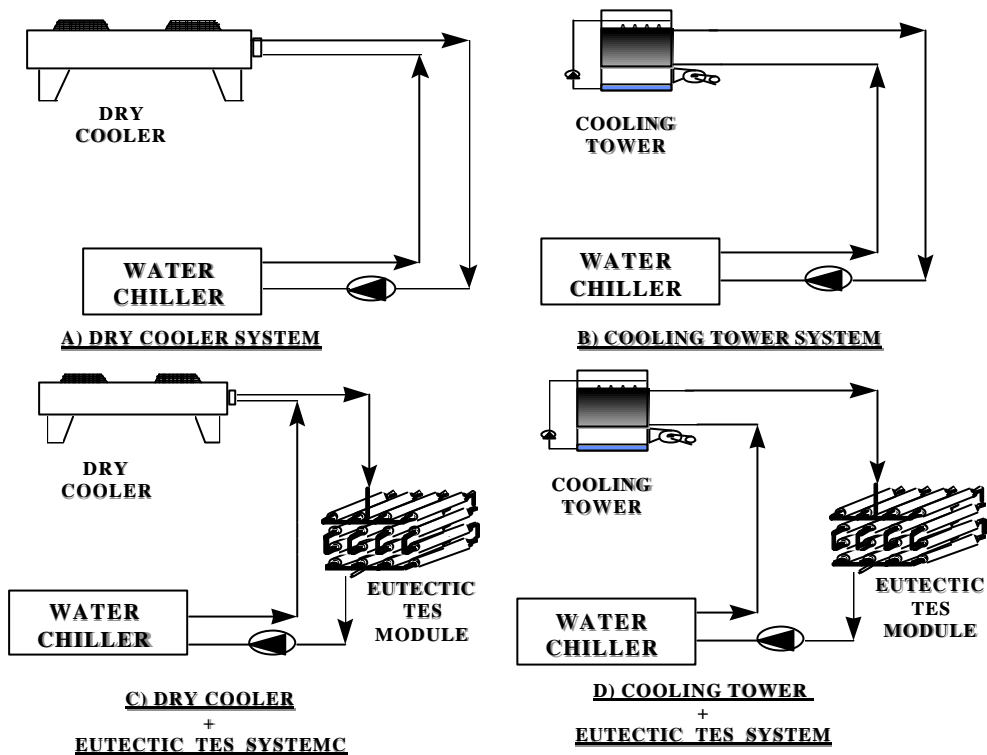 DRY
COOLER
WATER
CHILLER
A) DRY COOLER SYSTEM
COOLING
TOWER
WATER
CHILLER
B) COOLING TOWER SYSTEM
DRY
COOLER
EUTECTIC
TES
MODULE
WATER
CHILLER
C) DRY COOLER
+
EUTECTIC TES SYSTEMC
COOLING
TOWER
EUTECTIC
TES
MODULE
WATER
CHILLER
D) COOLING TOWER
+
EUTECTIC TES SYSTEM